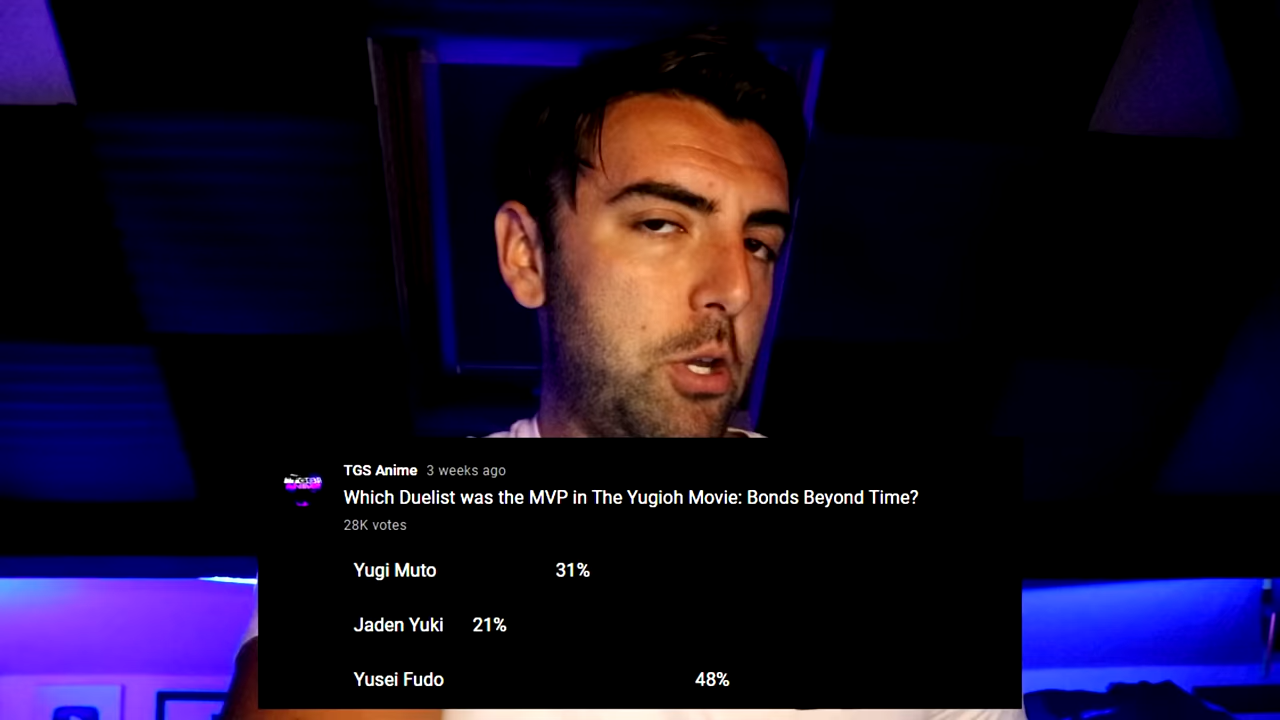 TGS Anime 3 weeks ago
Which Duelist was the MVP in The Yugioh Movie: Bonds Beyond Time?
28K votes
Yugi Muto 31%
Jaden Yuki 21%
Yusei Fudo 48%